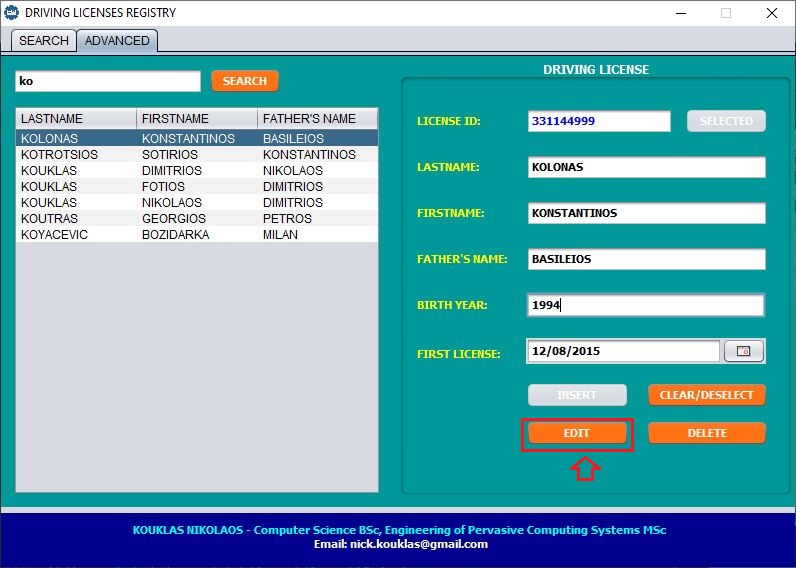 DRIVING LICENSES REGISTRY
SEARCH ADVANCED
ko SEARCH
LASTNAME FIRSTNAME FATHER'S NAME
KOLONAS KONSTANTINOS BASILEIOS
KOTROTSIOS SOTIRIOS KONSTANTINOS
KOUKLAS DIMITRIOS NIKOLAOS
KOUKLAS FOTIOS DIMITRIOS
KOUKLAS NIKOLAOS DIMITRIOS
KOUTRAS GEORGIOS PETROS
KOYACEVIC BOZIDARKA MILAN
DRIVING LICENSE
LICENSE ID: 331144999 SELECTED
LASTNAME: KOLONAS
FIRSTNAME: KONSTANTINOS
FATHER'S NAME: BASILEIOS
BIRTH YEAR: 1994
FIRST LICENSE: 12/08/2015
INSERT CLEAR/DESELECT
EDIT DELETE
KOUKLAS NIKOLAOS - Computer Science BSc, Engineering of Pervasive Computing Systems MSc
Email: nick.kouklas@gmail.com